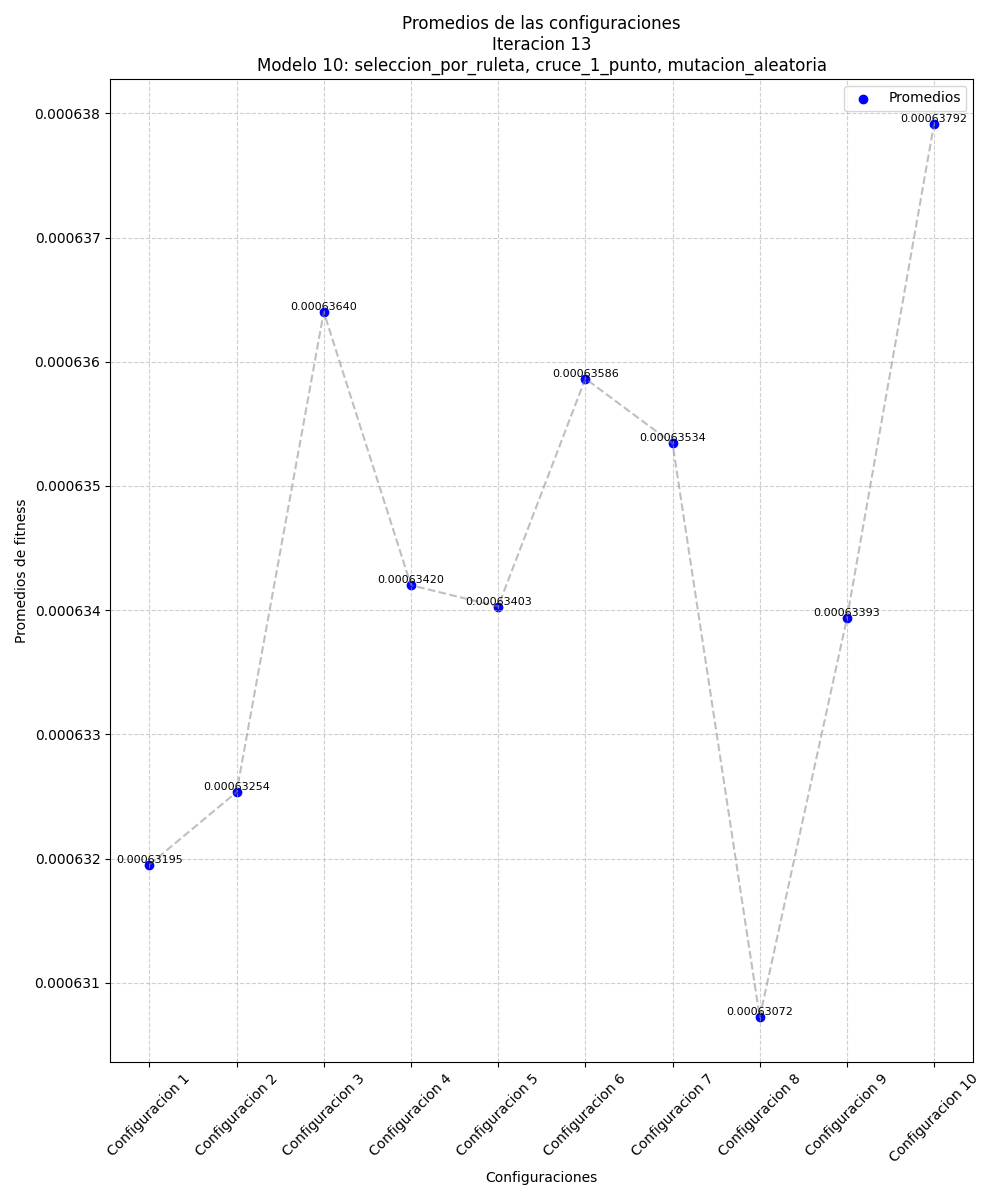 Promedios de las configuraciones
Iteracion 13
Modelo 10: seleccion_por_ruleta, cruce_1_punto, mutacion_aleatoria
Promedios
0.000638
0.000637
0.000636
0.000635
0.000634
0.000633
0.000632
0.000631
Promedios de fitness
0.00063195
0.00063254
0.00063640
0.00063420
0.00063403
0.00063586
0.00063534
0.00063072
0.00063393
0.00063792
Configuracion 1
Configuracion 2
Configuracion 3
Configuracion 4
Configuracion 5
Configuracion 6
Configuracion 7
Configuracion 8
Configuracion 9
Configuracion 10
Configuraciones